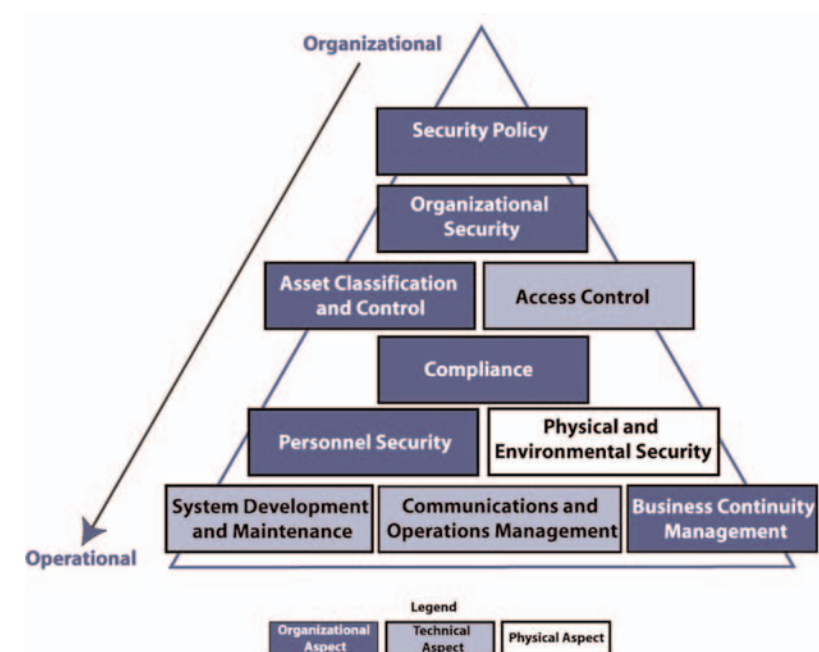 Organizational
Security Policy
Organizational
Security
Asset Classification
and Control
Access Control
Compliance
Personnel Security
Physical and
Environmental Security
System Development
and Maintenance
Communications and
Operations Management
Business Continuity
Management
Operational
Legend
Organizational
Aspect
Technical
Aspect
Physical Aspect